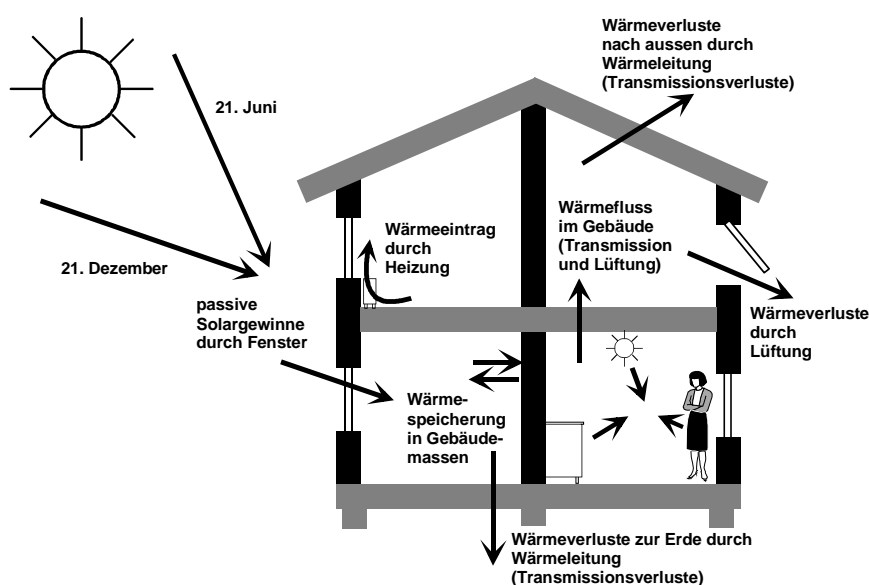 Wärmeverluste
nach aussen durch
Wärmeleitung
(Transmissionsverluste)
21. Juni
Wärmeeintrag
durch
Heizung
Wärmefluss
im Gebäude
(Transmission
und Lüftung)
21. Dezember
passive
Solargewinne
durch Fenster
Wärmeverluste
durch
Lüftung
Wärme-
speicherung
in Gebäude-
massen
Wärmeverluste zur Erde durch
Wärmeleitung
(Transmissionsverluste)